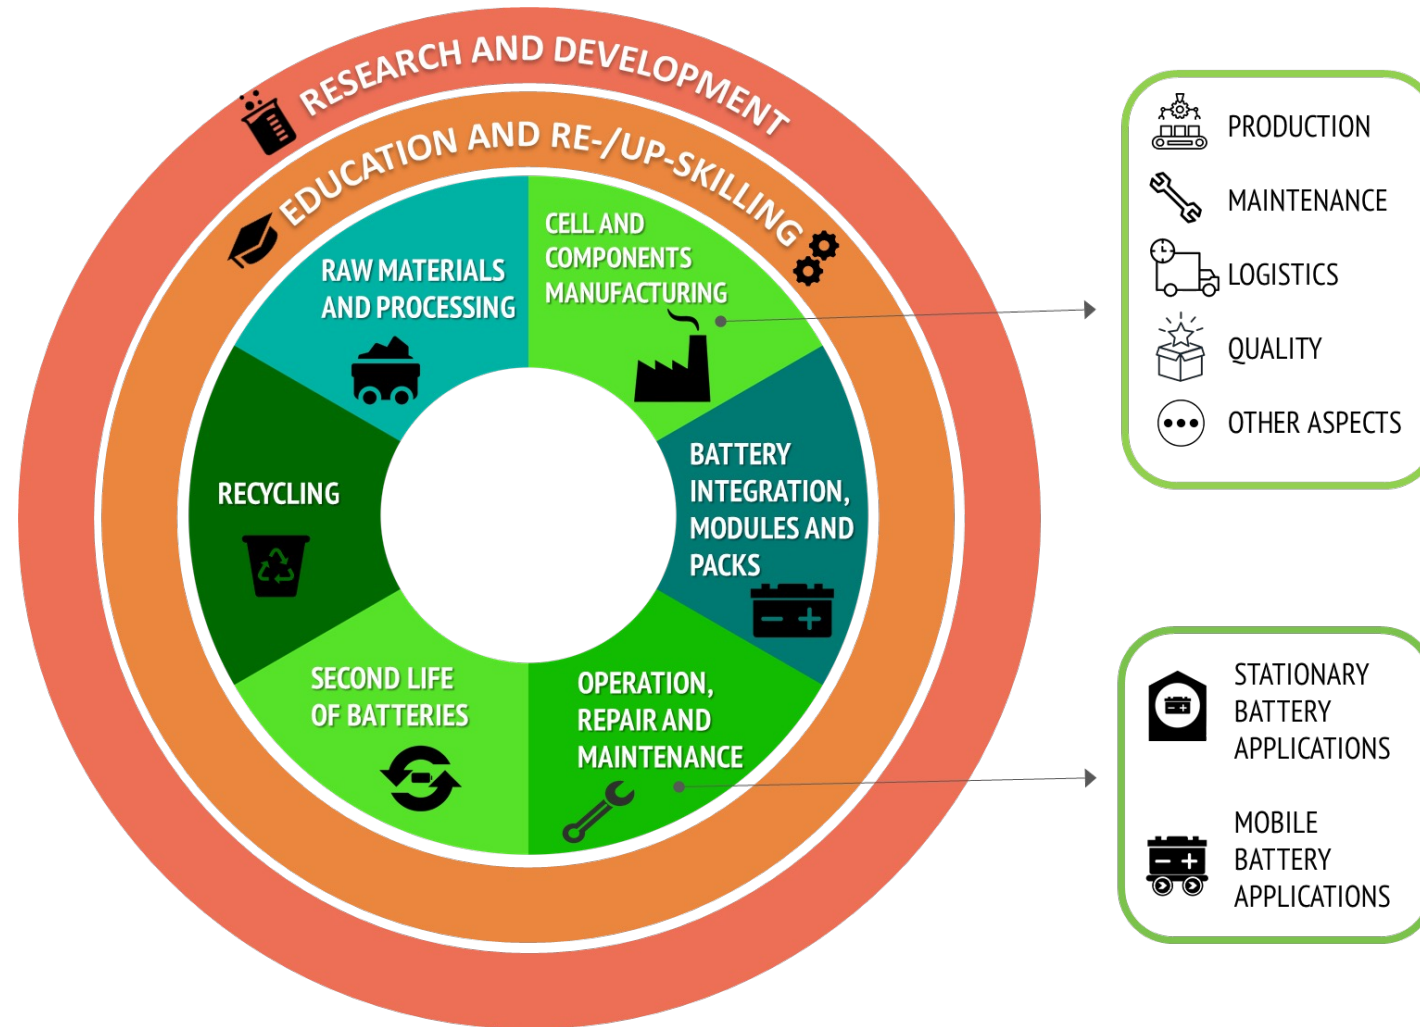 RESEARCH AND DEVELOPMENT
EDUCATION AND RE-/UP-SKILLING
RAW MATERIALS
AND PROCESSING
CELL AND
COMPONENTS
MANUFACTURING
BATTERY
INTEGRATION,
MODULES AND
PACKS
OPERATION,
REPAIR AND
MAINTENANCE
SECOND LIFE
OF BATTERIES
RECYCLING
PRODUCTION
MAINTENANCE
LOGISTICS
QUALITY
OTHER ASPECTS
STATIONARY
BATTERY
APPLICATIONS
MOBILE
BATTERY
APPLICATIONS